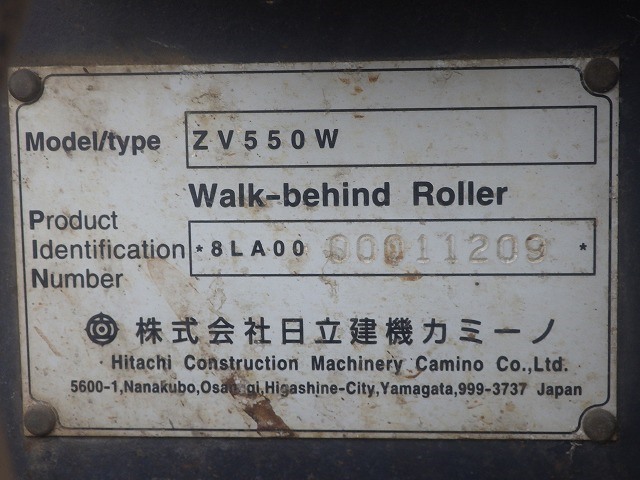 Model/type ZV550W
Walk-behind Roller
Product
Identification *8LA00 00011209 *
Number
株式会社日立建機カミーノ
Hitachi Construction Machinery Camino Co.,Ltd.
5600-1,Nanakubo, Higashine-City,Yamagata,999-3737 Japan